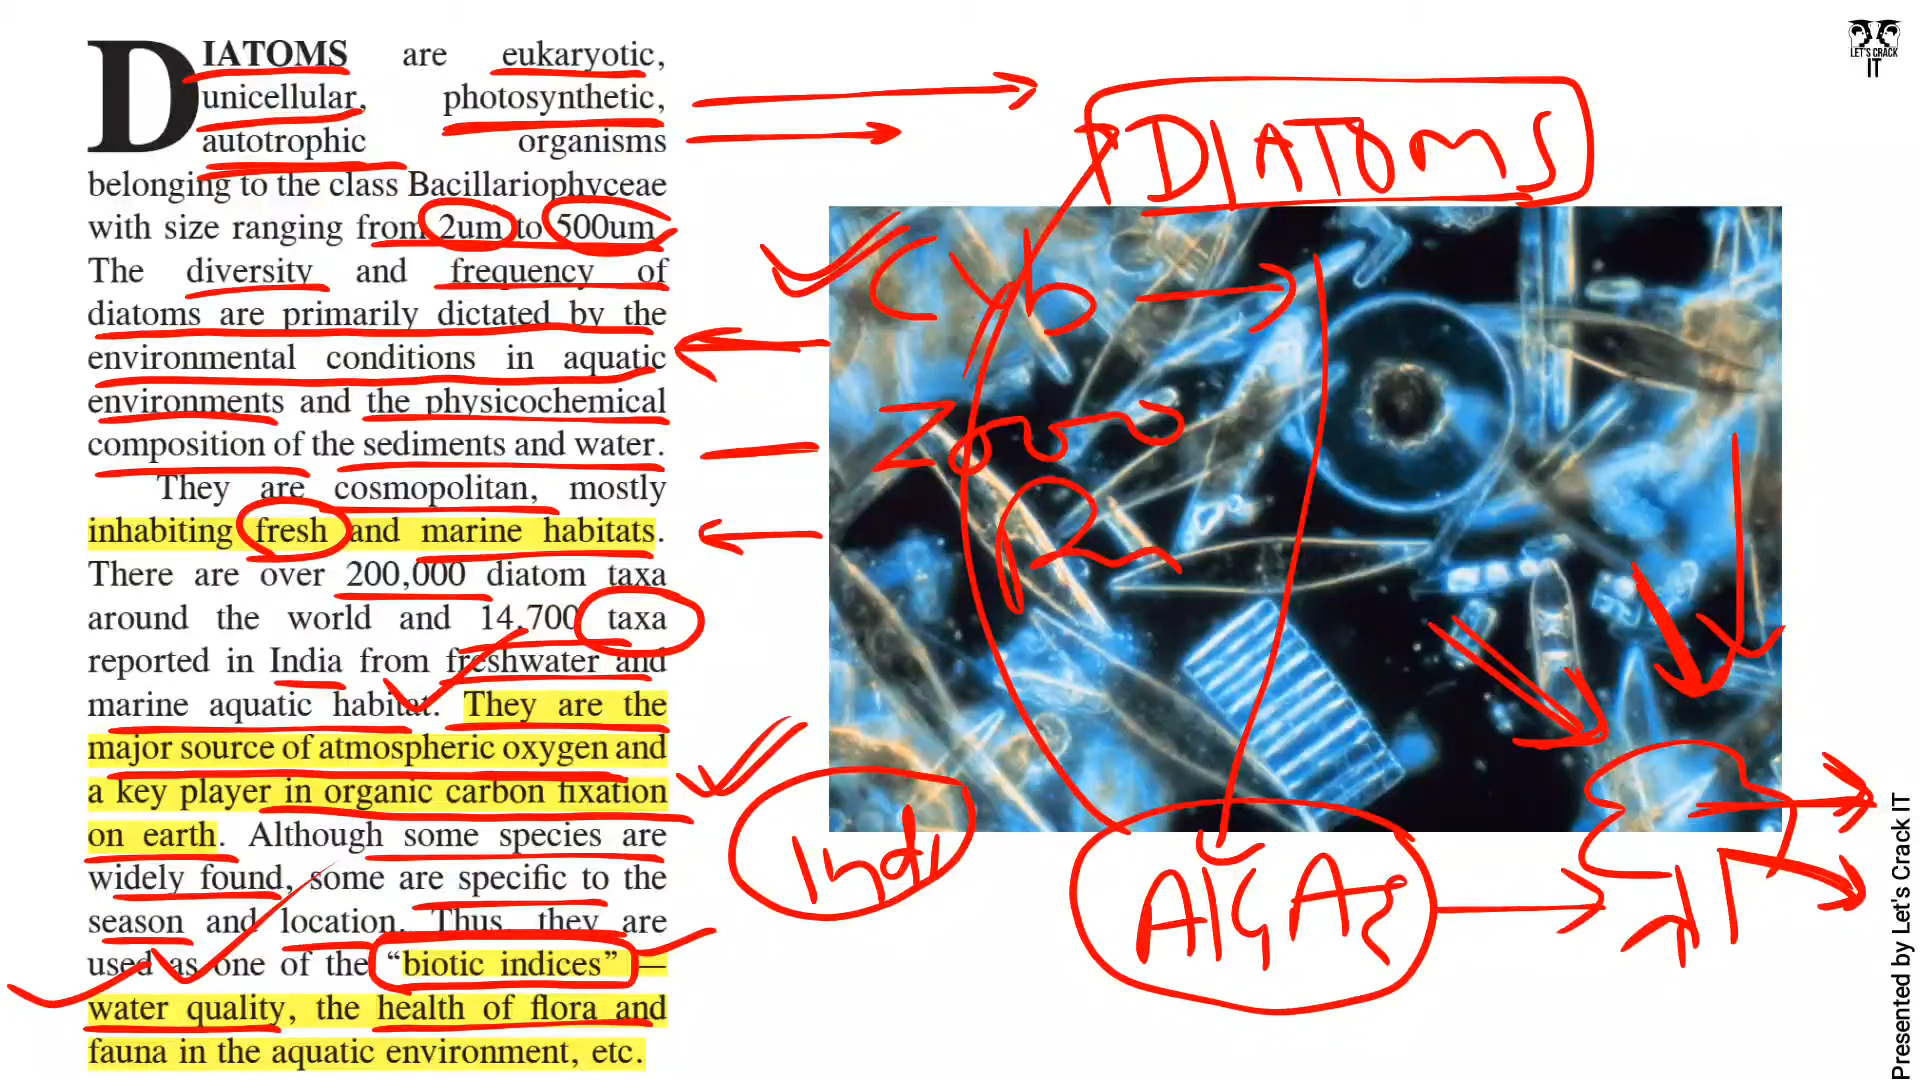 DIATOMS are eukaryotic,
unicellular, photosynthetic,
autotrophic organisms
belonging to the class Bacillariophyceae
with size ranging from 2um to 500um.
The diversity and frequency of
diatoms are primarily dictated by the
environmental conditions in aquatic
environments and the physicochemical
composition of the sediments and water.
They are cosmopolitan, mostly
inhabiting fresh and marine habitats.
There are over 200,000 diatom taxa
around the world and 14,700 taxa
reported in India from freshwater and
marine aquatic habitat. They are the
major source of atmospheric oxygen and
a key player in organic carbon fixation
on earth. Although some species are
widely found, some are specific to the
season and location. Thus, they are
used as one of the “biotic indices” —
water quality, the health of flora and
fauna in the aquatic environment, etc.
DIATOMS
Indi
AlGAe
LET'S CRACK
IT
Presented by Let's Crack IT